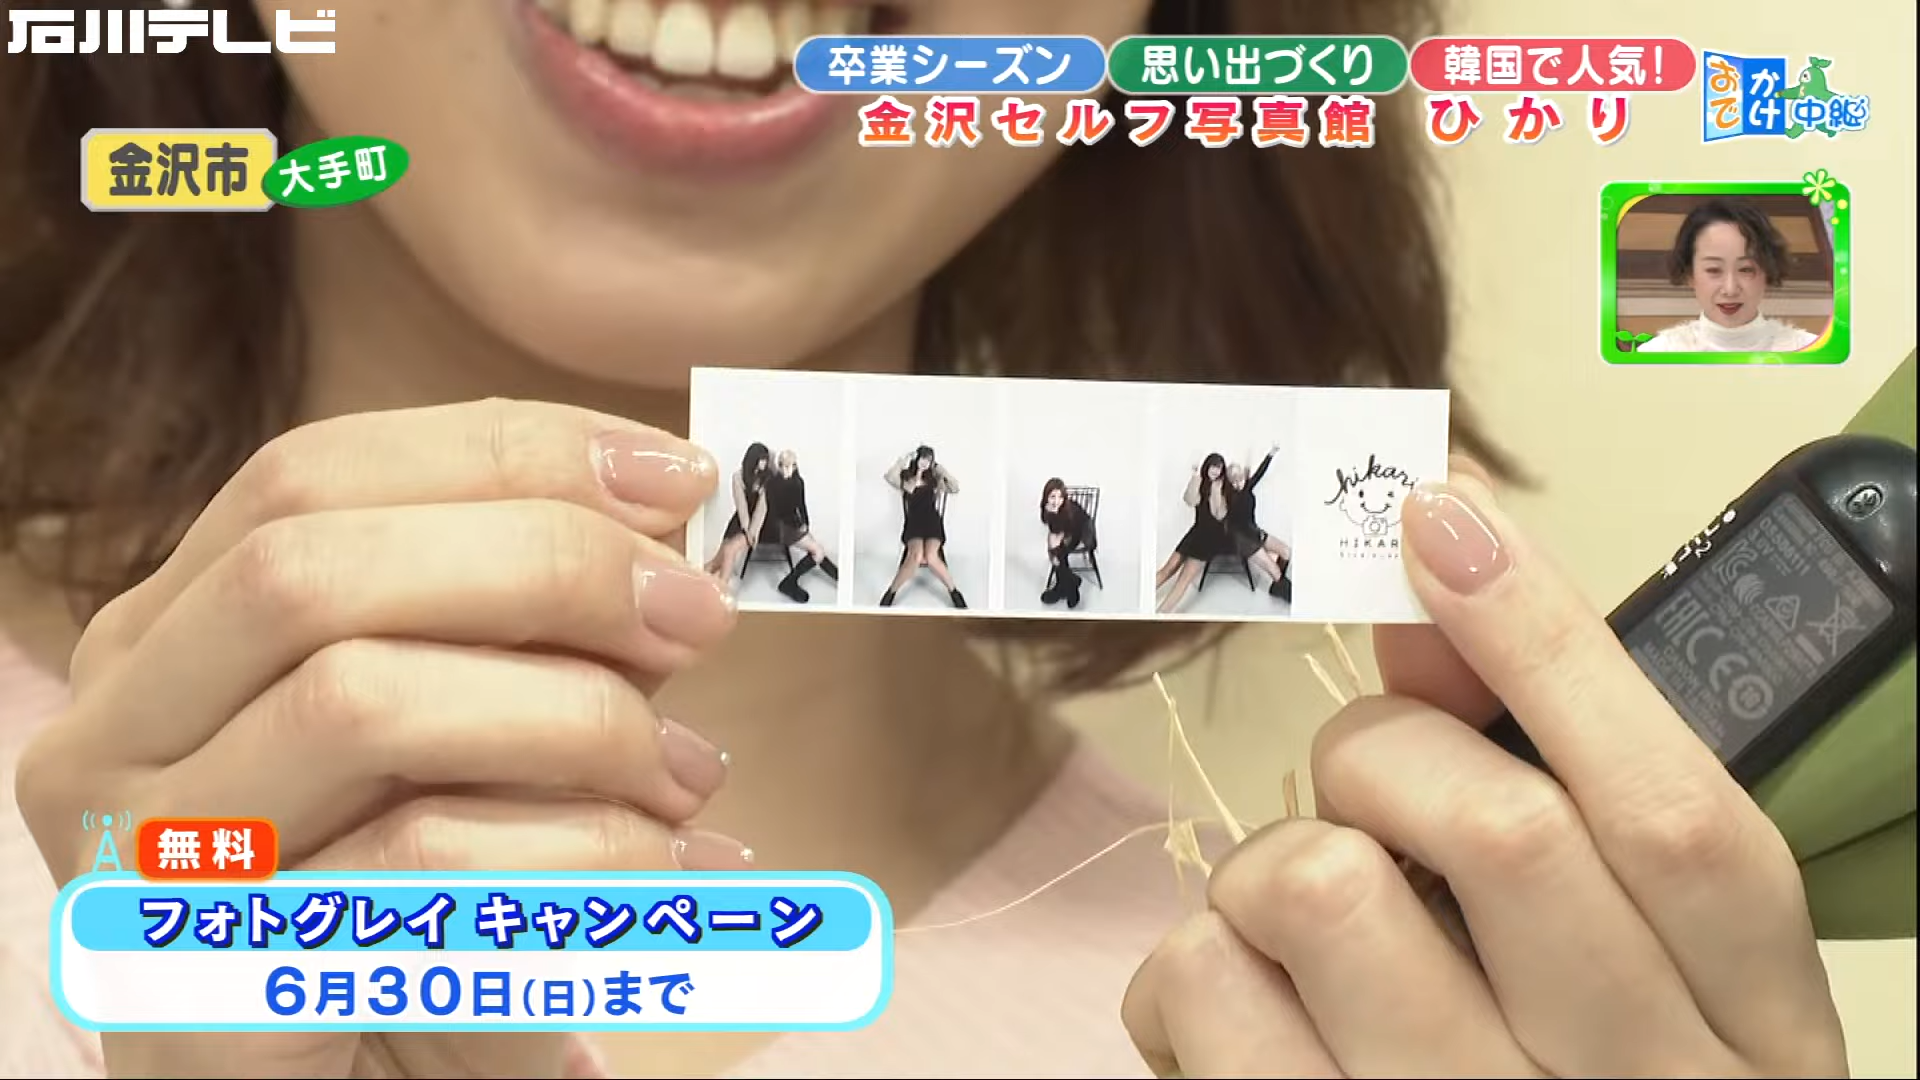 石川テレビ
卒業シーズン 思い出づくり 韓国で人気!
金沢セルフ写真館 ひかり
おでかけ中継
金沢市 大手町
hikari
HIKARI
無料
フォトグレイ キャンペーン
6月30日(日)まで